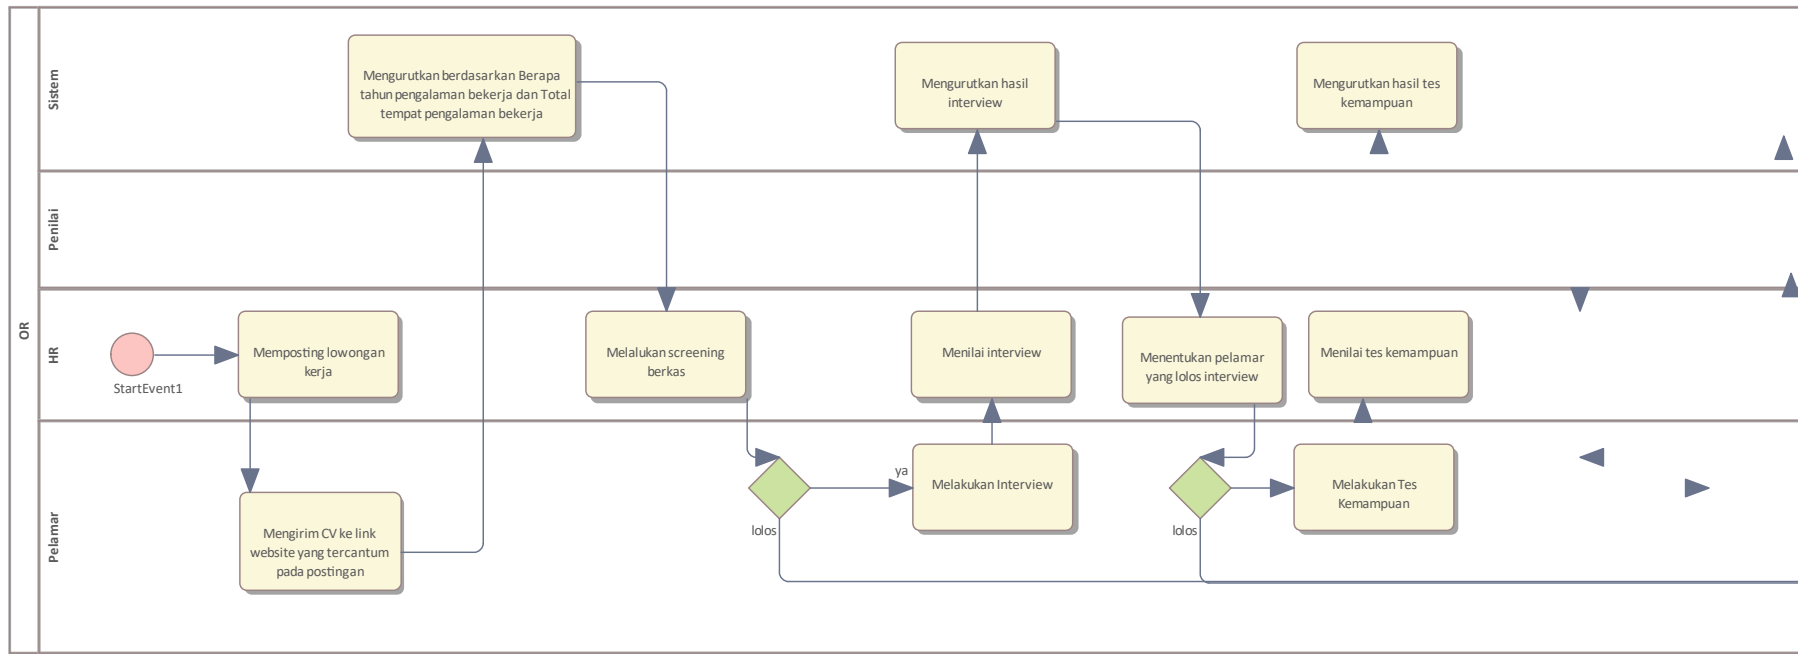 OR
Sistem
Mengurutkan berdasarkan Berapa
tahun pengalaman bekerja dan Total
tempat pengalaman bekerja
Mengurutkan hasil
interview
Mengurutkan hasil tes
kemampuan
Penilai
HR
StartEvent1
Memposting lowongan
kerja
Melalukan screening
berkas
Menilai interview
Menentukan pelamar
yang lolos interview
Menilai tes kemampuan
Pelamar
Mengirim CV ke link
website yang tercantum
pada postingan
lolos
ya
Melakukan Interview
lolos
Melakukan Tes
Kemampuan